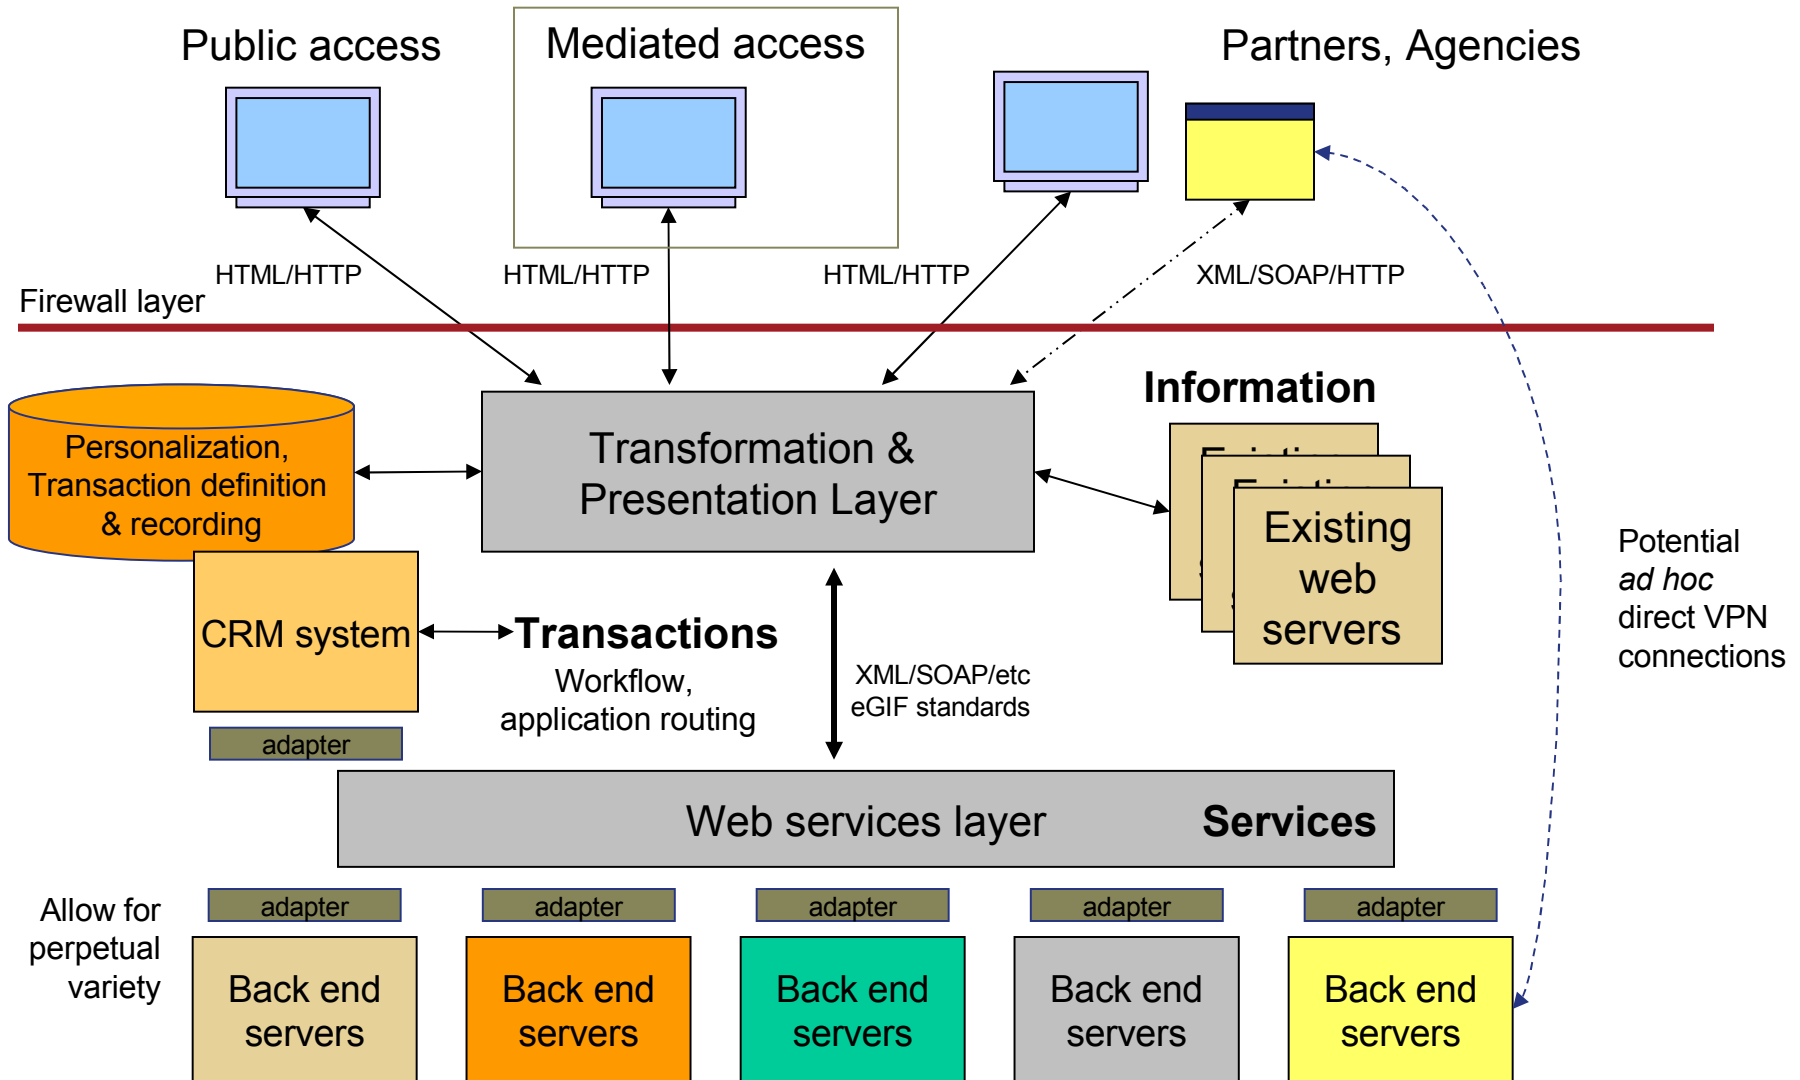 Public access
Mediated access
Partners, Agencies
HTML/HTTP
HTML/HTTP
HTML/HTTP
XML/SOAP/HTTP
Firewall layer
Personalization,
Transaction definition
& recording
Transformation &
Presentation Layer
Information
Existing
Existing
Existing
web
servers
Potential
ad hoc
direct VPN
connections
CRM system
Transactions
Workflow,
application routing
XML/SOAP/etc
eGIF standards
adapter
Web services layer
Services
Allow for
perpetual
variety
adapter
adapter
adapter
adapter
adapter
Back end
servers
Back end
servers
Back end
servers
Back end
servers
Back end
servers